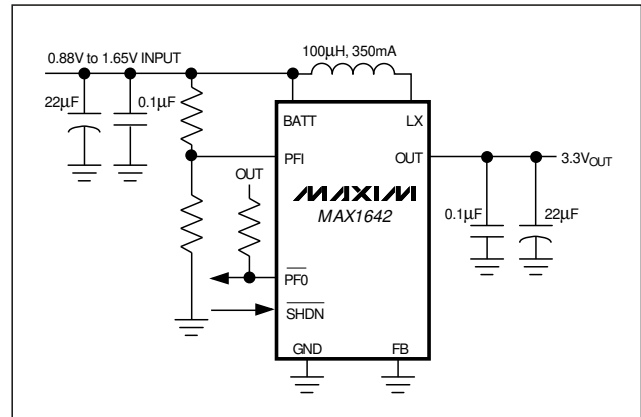 0.88V to 1.65V INPUT
100µH, 350mA
22µF
0.1µF
BATT
LX
PFI
OUT
3.3VOUT
OUT
MAXIM
MAX1642
0.1µF
22µF
PF0
SHDN
GND
FB